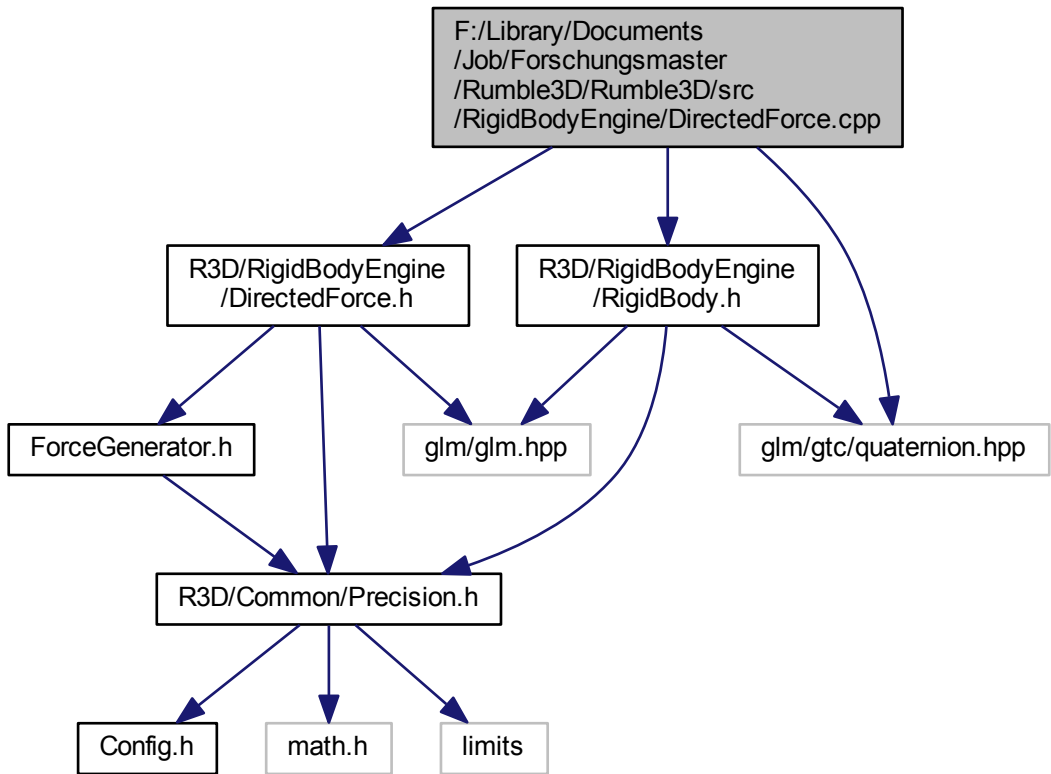 F:/Library/Documents
/Job/Forschungsmaster
/Rumble3D/Rumble3D/src
/RigidBodyEngine/DirectedForce.cpp
R3D/RigidBodyEngine
/DirectedForce.h
R3D/RigidBodyEngine
/RigidBody.h
ForceGenerator.h
glm/glm.hpp
glm/gtc/quaternion.hpp
R3D/Common/Precision.h
Config.h
math.h
limits